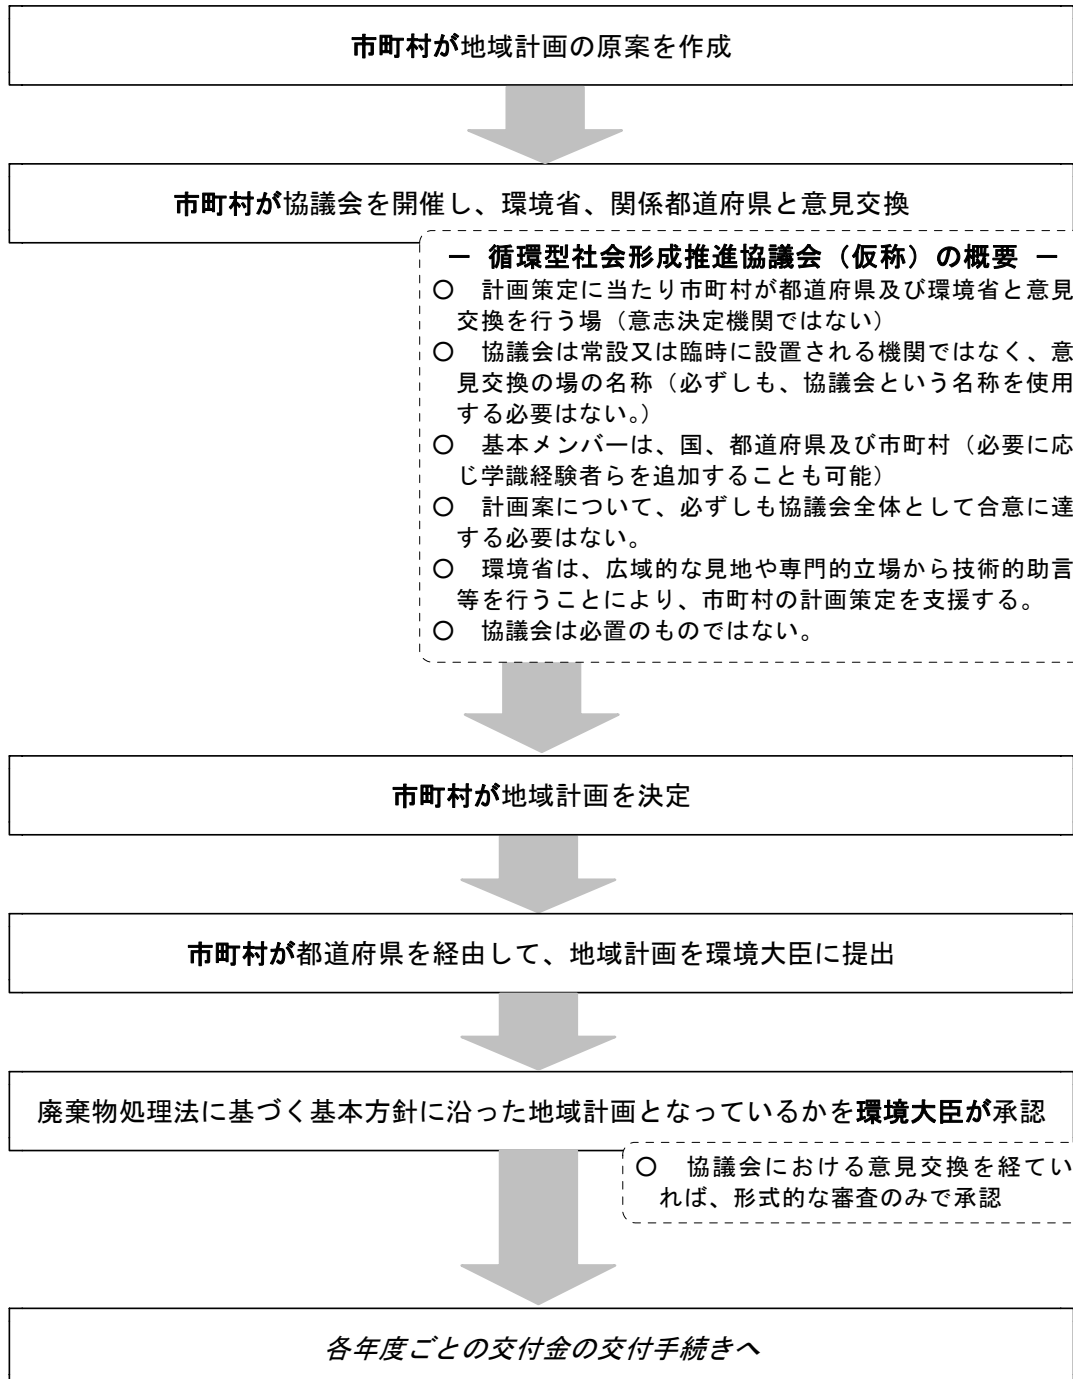 市町村が地域計画の原案を作成
市町村が協議会を開催し、環境省、関係都道府県と意見交換
－ 循環型社会形成推進協議会（仮称）の概要 －
○ 計画策定に当たり市町村が都道府県及び環境省と意見
交換を行う場（意志決定機関ではない）
○ 協議会は常設又は臨時に設置される機関ではなく、意
見交換の場の名称（必ずしも、協議会という名称を使用
する必要はない。）
○ 基本メンバーは、国、都道府県及び市町村（必要に応
じ学識経験者らを追加することも可能）
○ 計画案について、必ずしも協議会全体として合意に達
する必要はない。
○ 環境省は、広域的な見地や専門的立場から技術的助言
等を行うことにより、市町村の計画策定を支援する。
○ 協議会は必置のものではない。
市町村が地域計画を決定
市町村が都道府県を経由して、地域計画を環境大臣に提出
廃棄物処理法に基づく基本方針に沿った地域計画となっているかを環境大臣が承認
○ 協議会における意見交換を経てい
れば、形式的な審査のみで承認
各年度ごとの交付金の交付手続きへ